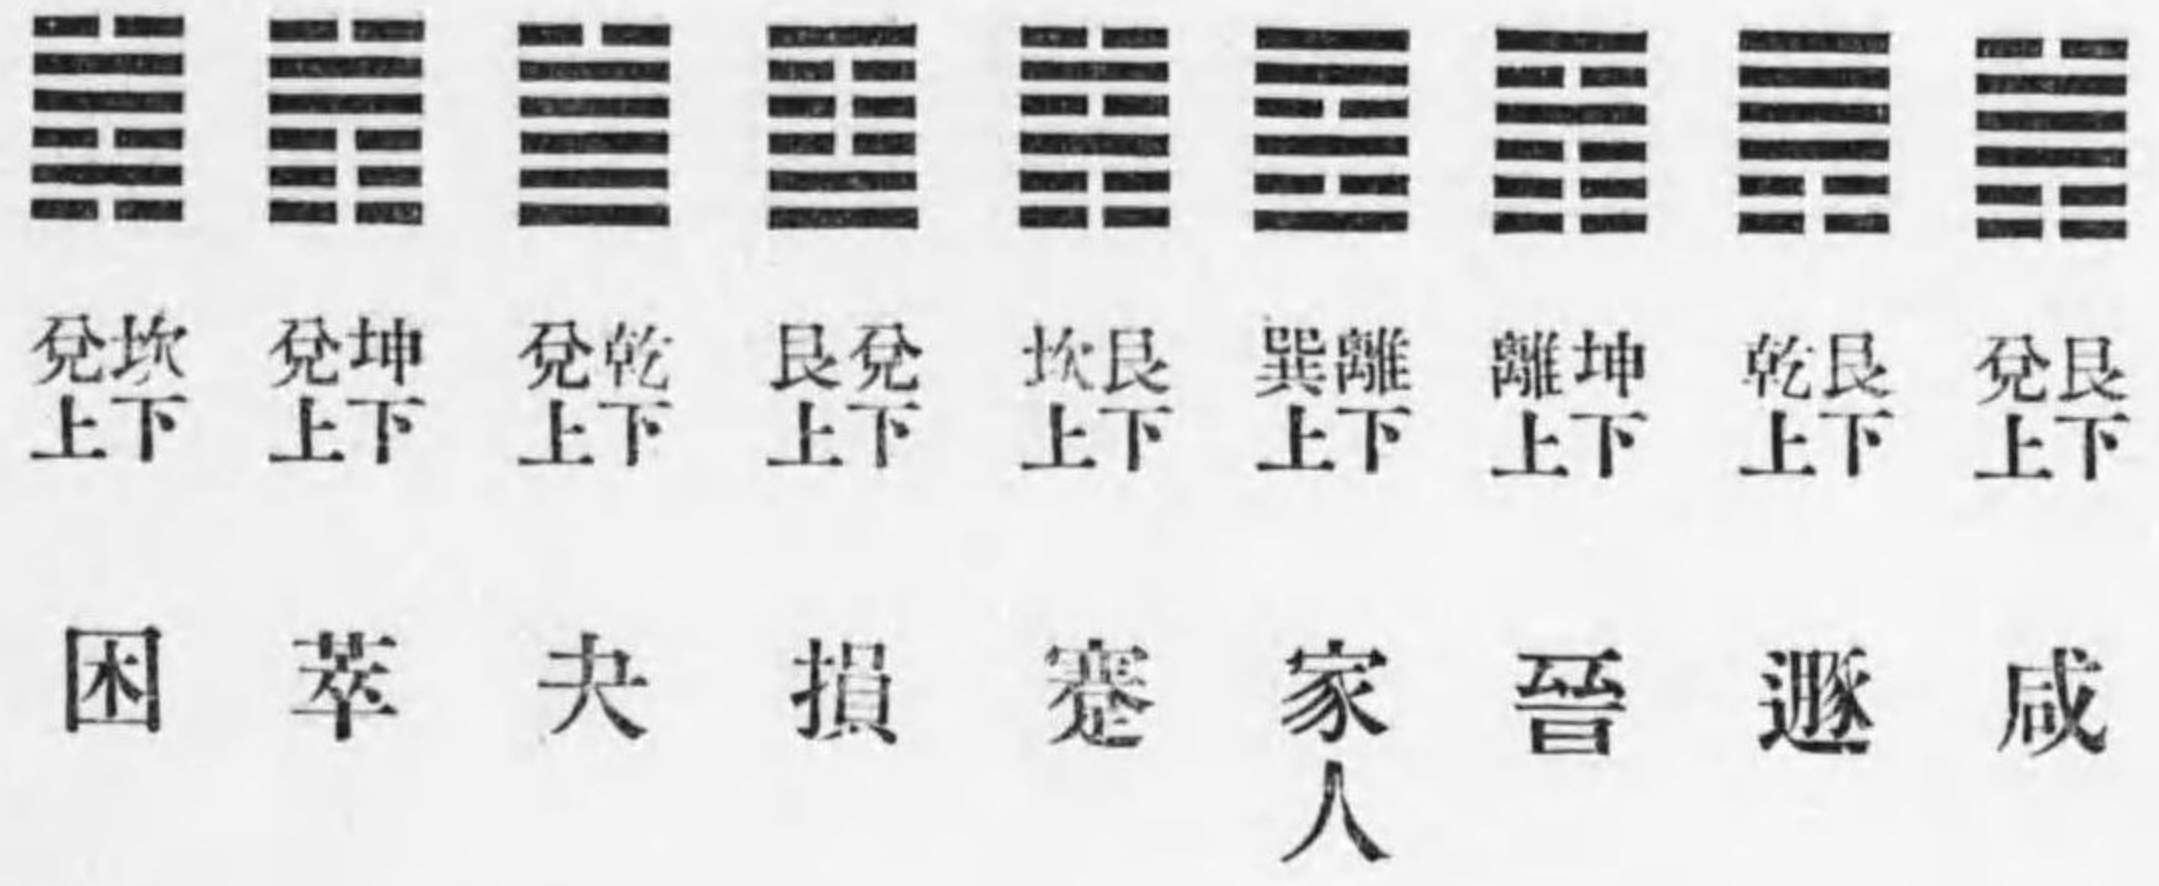 艮下
兌上
咸
艮下
乾上
遯
坤下
離上
晉
離下
巽上
家人
艮下
坎上
蹇
兌下
艮上
損
乾下
兌上
夬
坤下
兌上
萃
坎下
兌上
困